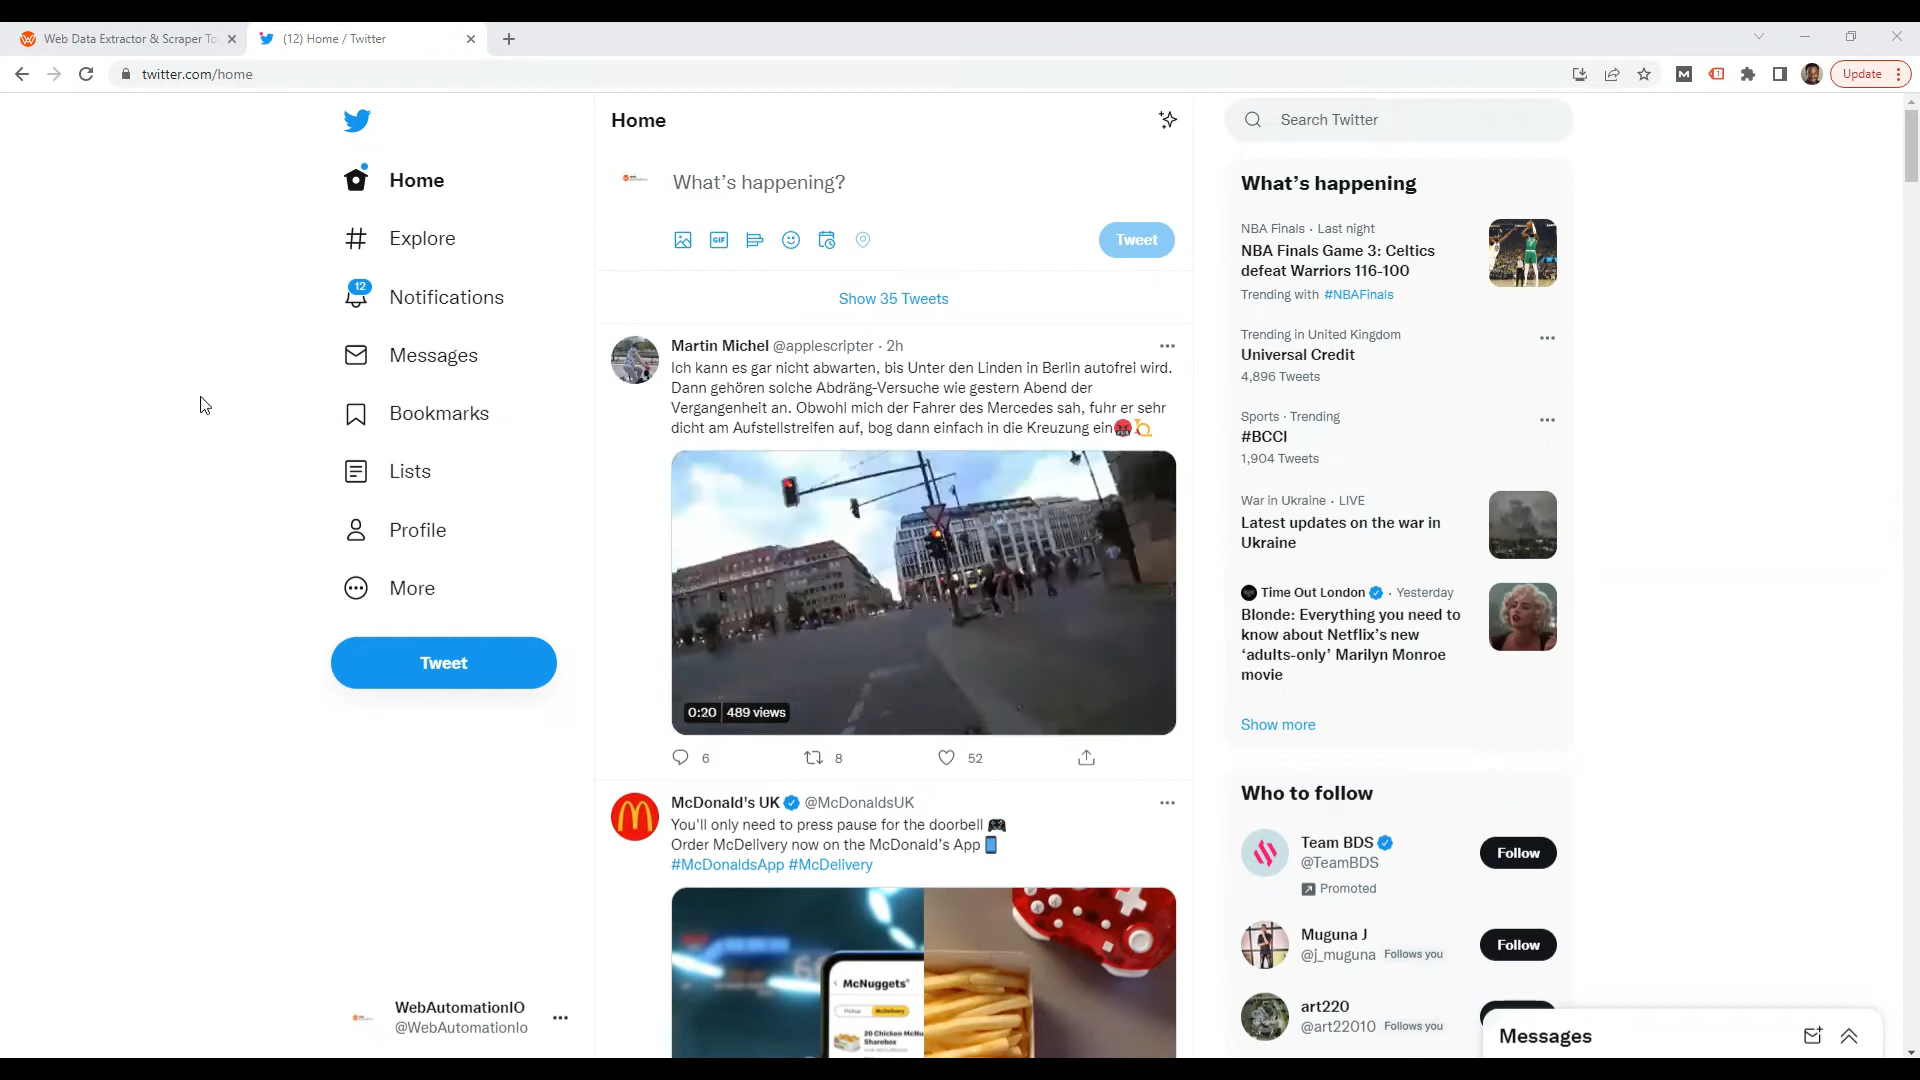 Web Data Extractor & Scraper To
(12) Home / Twitter
twitter.com/home
Update
Home
Explore
12
Notifications
Messages
Bookmarks
Lists
Profile
More
Tweet
WebAutomationIO
@WebAutomationIo
Home
What's happening?
GIF
Tweet
Show 35 Tweets
Martin Michel @applescripter · 2h
Ich kann es gar nicht abwarten, bis Unter den Linden in Berlin autofrei wird.
Dann gehören solche Abdräng-Versuche wie gestern Abend der
Vergangenheit an. Obwohl mich der Fahrer des Mercedes sah, fuhr er sehr
dicht am Aufstellstreifen auf, bog dann einfach in die Kreuzung ein
0:20 489 views
6 8 52
McDonald's UK @McDonaldsUK
You'll only need to press pause for the doorbell
Order McDelivery now on the McDonald's App
#McDonaldsApp #McDelivery
McNuggets
Pickup McDelivery
20 Chicken McNu
Sharebox
Search Twitter
What's happening
NBA Finals · Last night
NBA Finals Game 3: Celtics
defeat Warriors 116-100
Trending with #NBAFinals
Trending in United Kingdom
Universal Credit
4,896 Tweets
Sports · Trending
#BCCI
1,904 Tweets
War in Ukraine · LIVE
Latest updates on the war in
Ukraine
Time Out London · Yesterday
Blonde: Everything you need to
know about Netflix's new
'adults-only' Marilyn Monroe
movie
Show more
Who to follow
Team BDS
@TeamBDS
Promoted
Follow
Muguna J
@j_muguna Follows you
Follow
art220
@art22010 Follows you
Messages